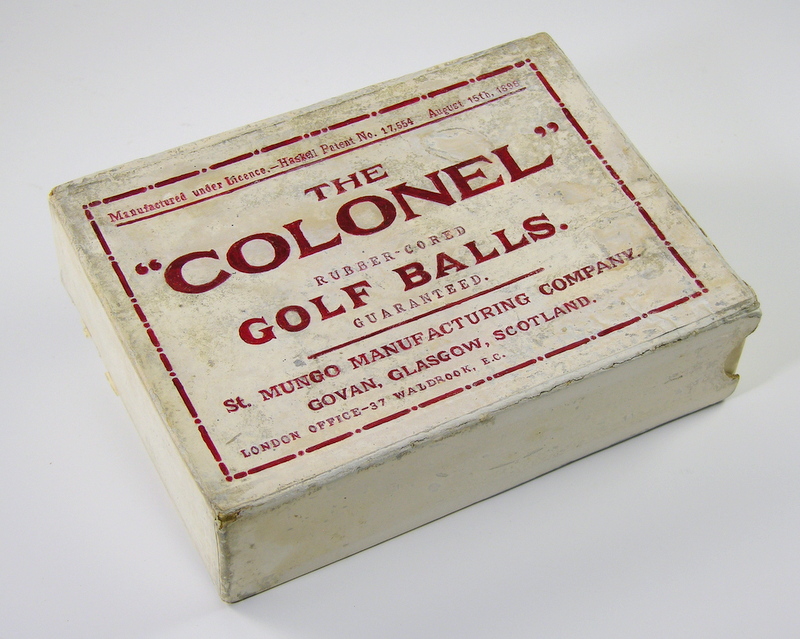 Manufactured under Licence.—Haskell Patent No. 17,554 August 15th, 1898
THE
“COLONEL”
RUBBER-CORED
GOLF BALLS.
GUARANTEED.
St. MUNGO MANUFACTURING COMPANY.
GOVAN, GLASGOW, SCOTLAND.
LONDON OFFICE-37 WALBROOK, E.C.